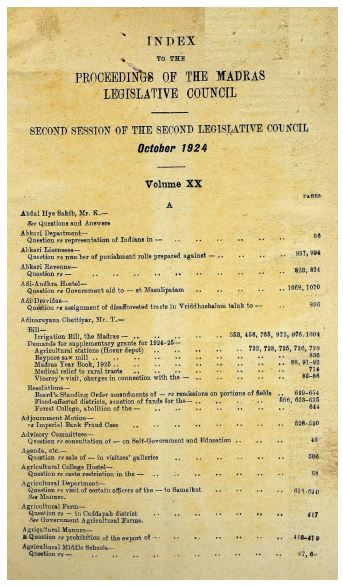 INDEX
TO THE
PROCEEDINGS OF THE MADRAS
LEGISLATIVE COUNCIL
SECOND SESSION OF THE SECOND LEGISLATIVE COUNCIL
October 1924
Volume XX
PAGES
A
Abdul Hye Sahib, Mr. K.—
See Questions and Answers
Abkari Department—
Question re representation of Indians in — .. .. .. .. .. 66
Abkari Licensees—
Question re number of punishment rolls prepared against — .. .. .. .. 937, 994
Abkari Revenue—
Question re — .. .. .. .. .. .. .. 823, 824
Adi-Andhra Hostel—
Question re Government aid to — at Masulipatam .. .. .. .. 1069, 1070
Adi-Dravidas—
Question re assignment of disafforested tracts in Vriddhachalam taluk to — .. 896
Adinarayana Chettiyar, Mr. T.—
Bill—
Irrigation Bill, the Madras — .. .. .. 353, 458, 765, 972, 976, 1004
Demands for supplementary grants for 1924-25—
Agricultural stations (Hosur depot) .. .. .. 722, 723, 725, 726, 729
Beypore saw mill .. .. .. .. .. .. 836
Madras Year Book, 1925 .. .. .. .. .. 88, 91-92
Medical relief to rural tracts .. .. .. .. .. 714
Viceroy's visit, charges in connection with the — .. .. .. 85-86
Resolutions—
Board's Standing Order amendments of — re remissions on portions of fields .. 649-654
Flood-affected districts, sanction of funds for the— .. .. .. 566, 633-635
Forest College, abolition of the — .. .. .. .. .. 644
Adjournment Motion—
re Imperial Bank Fraud Case .. .. .. .. .. 528-540
Advisory Committees—
Question re consultation of — on Self-Government and Education .. .. .. 46
Agenda, etc.—
Question re sale of — in visitors' galleries .. .. .. .. 506
Agricultural College Hostel—
Question re caste restriction in the — .. .. .. .. .. 68
Agricultural Department—
Question re visit of certain officers of the — to Samalkot .. .. ..
See Manure.
Agricultural Farm—
Question re — in Cuddapah district .. .. .. .. 417
See Government Agricultural Farms.
Agricultural Manure—
Question re prohibition of the export of — .. .. .. .. 418-419
Agricultural Middle Schools—
Question re — .. .. .. .. .. .. ..